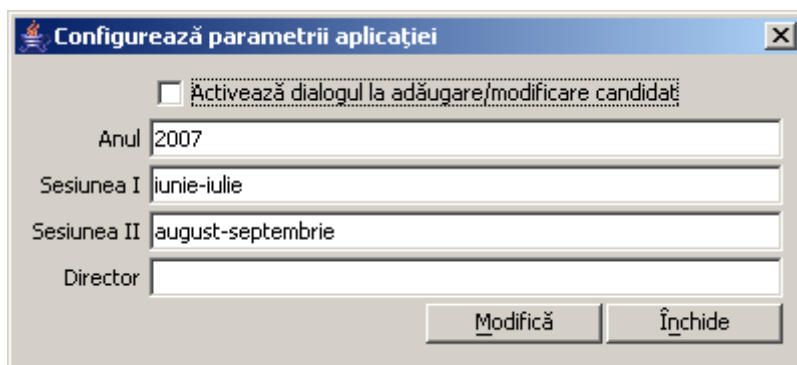 Configurează parametrii aplicaţiei
Activează dialogul la adăugare/modificare candidat
Anul 2007
Sesiunea I iunie-iulie
Sesiunea II august-septembrie
Director
Modifică Închide